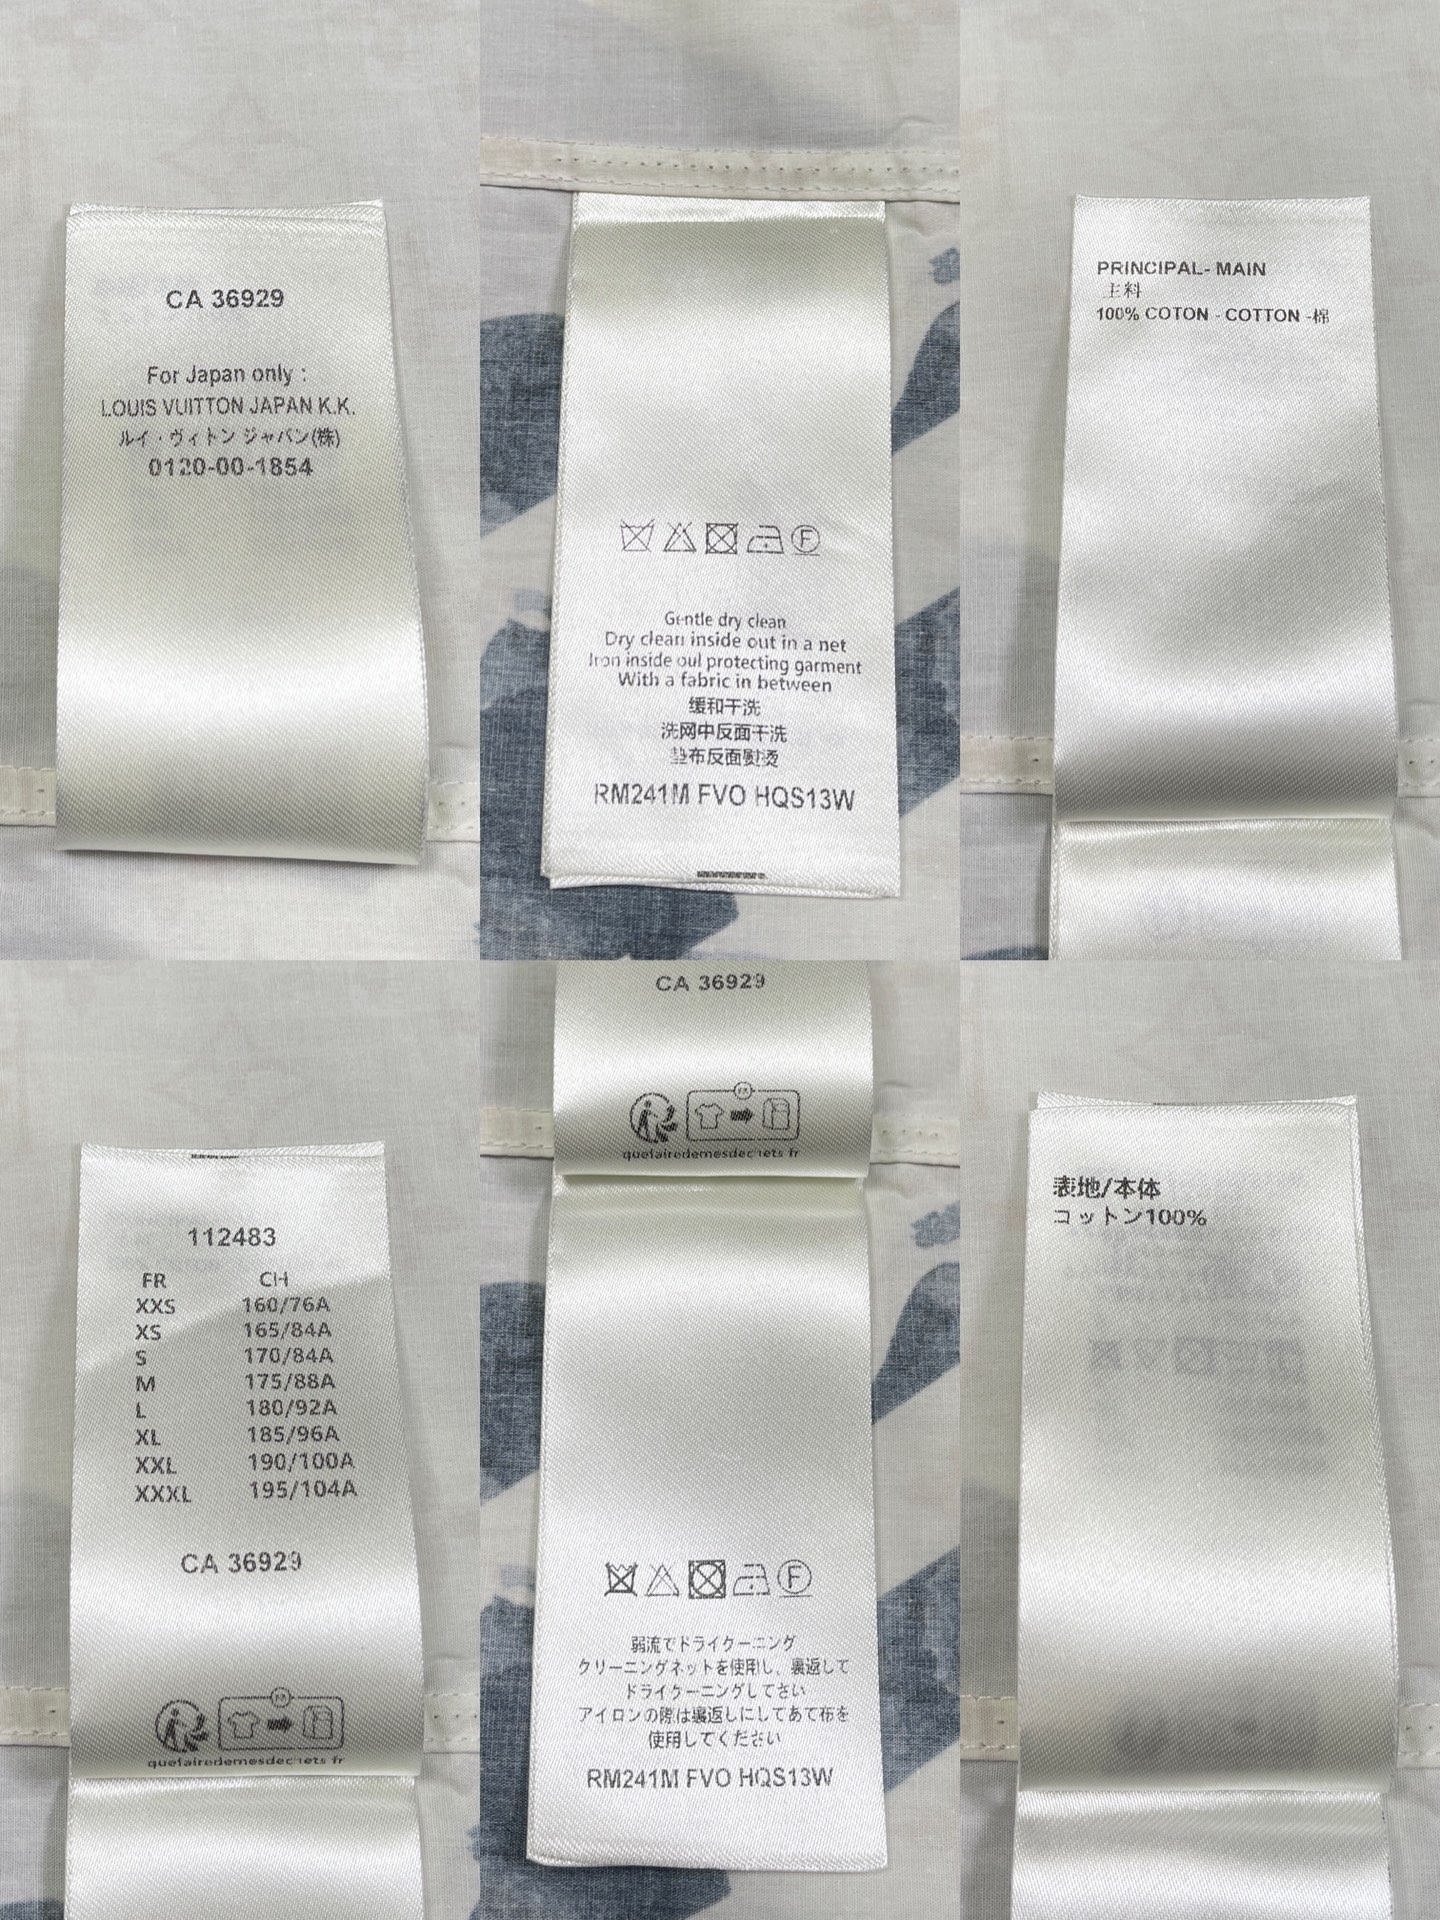 CA 36929
For Japan only :
LOUIS VUITTON JAPAN K.K.
ルイ・ヴィトン ジャパン(株)
0120-00-1854
F
Gentle dry clean
Dry clean inside out in a net
Iron inside oul protecting garment
With a fabric in between
缓和干洗
洗网中反面干洗
垫布反面熨烫
RM241M FVO HQS13W
PRINCIPAL- MAIN
主料
100% COTON - COTTON -棉
112483
FR CH
XXS 160/76A
XS 165/84A
S 170/84A
M 175/88A
L 180/92A
XL 185/96A
XXL 190/100A
XXXL 195/104A
CA 36929
FR
quefairedemesdechets fr
CA 36929
FR
quefairedemesdechets fr
F
弱流でドライケーニング
クリーニングネットを使用し、裏返して
ドライケーニングしてさい
アイロンの際は裏返しにしてあて布を
使用してください
RM241M FVO HQS13W
表地/本体
コットン100%